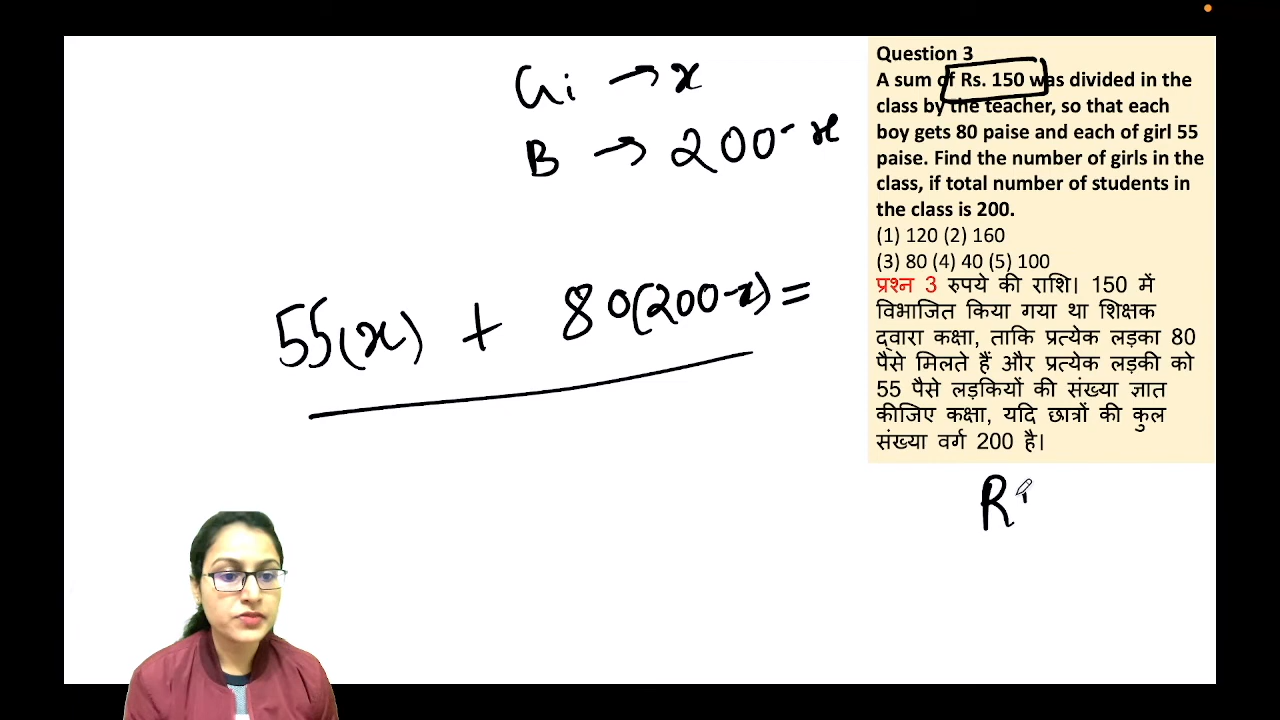 Gi → x
B → 200-x
55(x) + 80(200-x) =
Question 3
A sum of Rs. 150 was divided in the
class by the teacher, so that each
boy gets 80 paise and each of girl 55
paise. Find the number of girls in the
class, if total number of students in
the class is 200.
(1) 120 (2) 160
(3) 80 (4) 40 (5) 100
प्रश्न 3 रुपये की राशि। 150 में
विभाजित किया गया था शिक्षक
द्वारा कक्षा, ताकि प्रत्येक लड़का 80
पैसे मिलते हैं और प्रत्येक लड़की को
55 पैसे लड़कियों की संख्या ज्ञात
कीजिए कक्षा, यदि छात्रों की कुल
संख्या वर्ग 200 है।
R